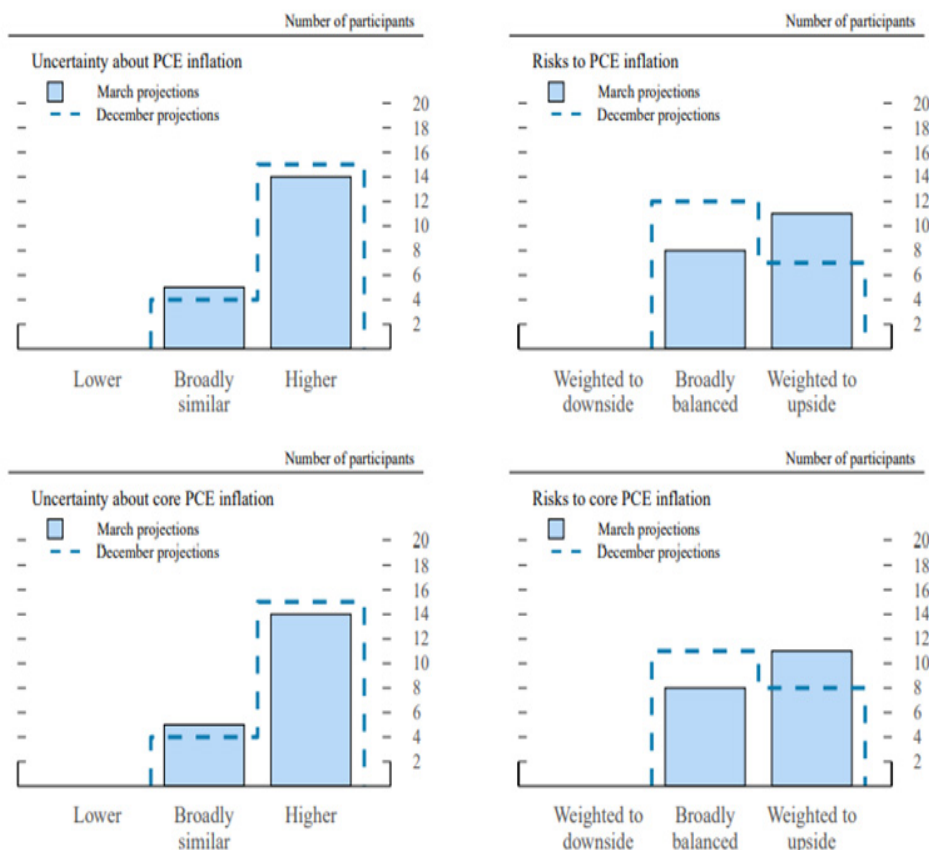 Number of participants
Uncertainty about PCE inflation
March projections
December projections
20
18
16
14
12
10
8
6
4
2
Lower
Broadly similar
Higher
Number of participants
Risks to PCE inflation
March projections
December projections
20
18
16
14
12
10
8
6
4
2
Weighted to downside
Broadly balanced
Weighted to upside
Number of participants
Uncertainty about core PCE inflation
March projections
December projections
20
18
16
14
12
10
8
6
4
2
Lower
Broadly similar
Higher
Number of participants
Risks to core PCE inflation
March projections
December projections
20
18
16
14
12
10
8
6
4
2
Weighted to downside
Broadly balanced
Weighted to upside